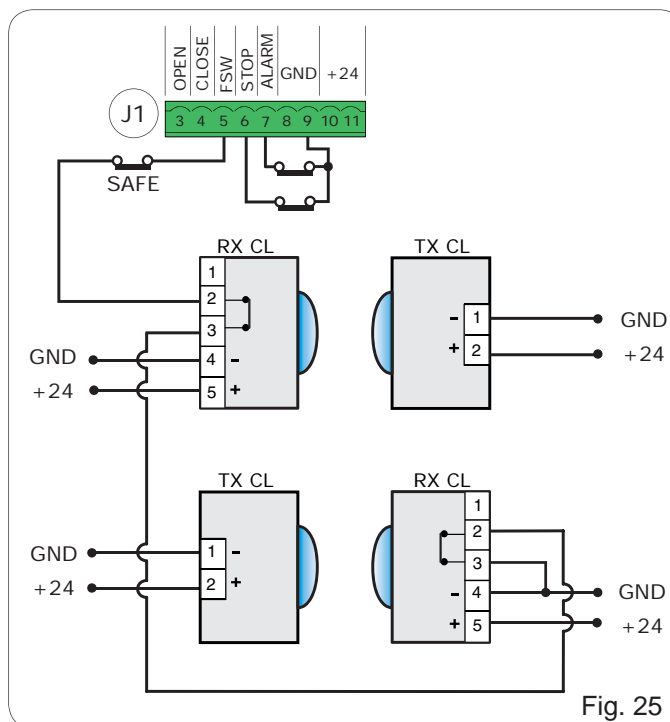 OPEN
CLOSE
FSW
STOP
ALARM
GND
+24
J1
3 4 5 6 7 8 9 10 11
SAFE
RX CL
1
2
3
4 -
5 +
GND
+24
TX CL
- 1
+ 2
GND
+24
TX CL
1 -
2 +
GND
+24
RX CL
1
2
3
- 4
+ 5
GND
+24
Fig. 25